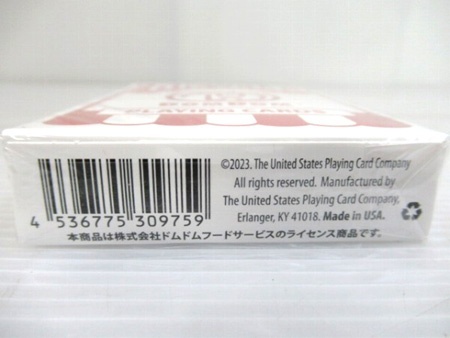 PLAYING CARDS
©2023. The United States Playing Card Company
All rights reserved. Manufactured by
The United States Playing Card Company,
Erlanger, KY 41018. Made in USA.
4 536775 309759
本商品は株式会社ドムドムフードサービスのライセンス商品です。